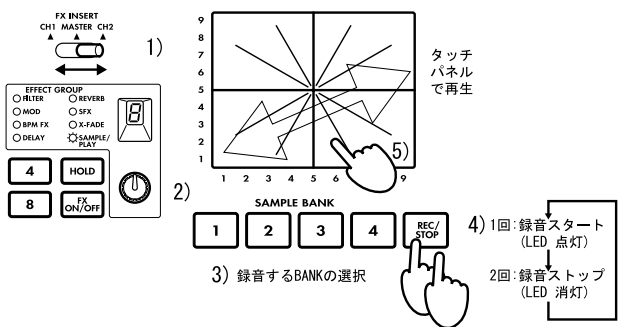 FX INSERT
CH1 MASTER CH2
1)
EFFECT GROUP
FILTER REVERB
MOD SFX
BPM FX X-FADE
DELAY SAMPLE/
PLAY
8
4 HOLD
8 FX
ON/OFF
2)
9
8
7
6
5
4
3
2
1
1 2 3 4 5 6 9
タッチ
パネル
で再生
5)
SAMPLE BANK
1 2 3 4 REC/
STOP
3) 録音するBANKの選択
4) 1回:録音スタート
(LED 点灯)
2回:録音ストップ
(LED 消灯)